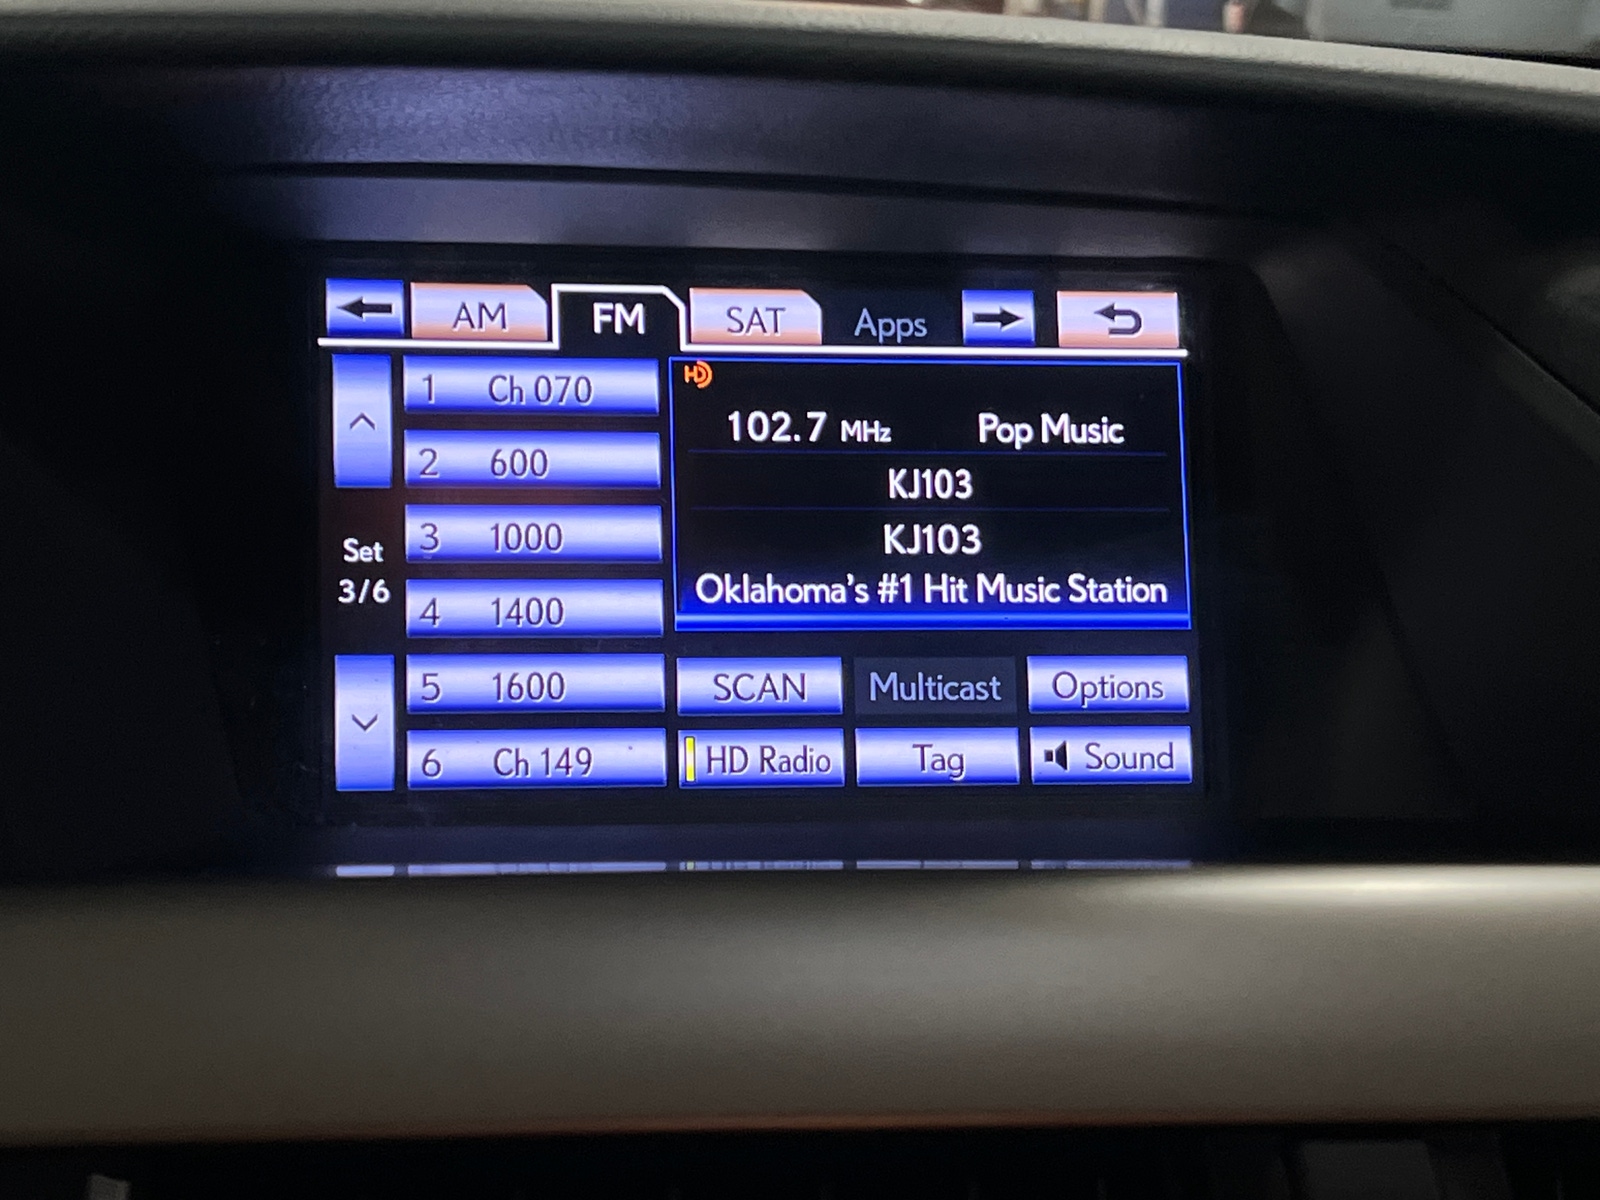 AM FM SAT Apps
HD
1 Ch 070
102.7 MHz Pop Music
2 600
KJ103
3 1000
KJ103
Set
3/6
4 1400
Oklahoma's #1 Hit Music Station
5 1600
SCAN Multicast Options
6 Ch 149
HD Radio Tag Sound